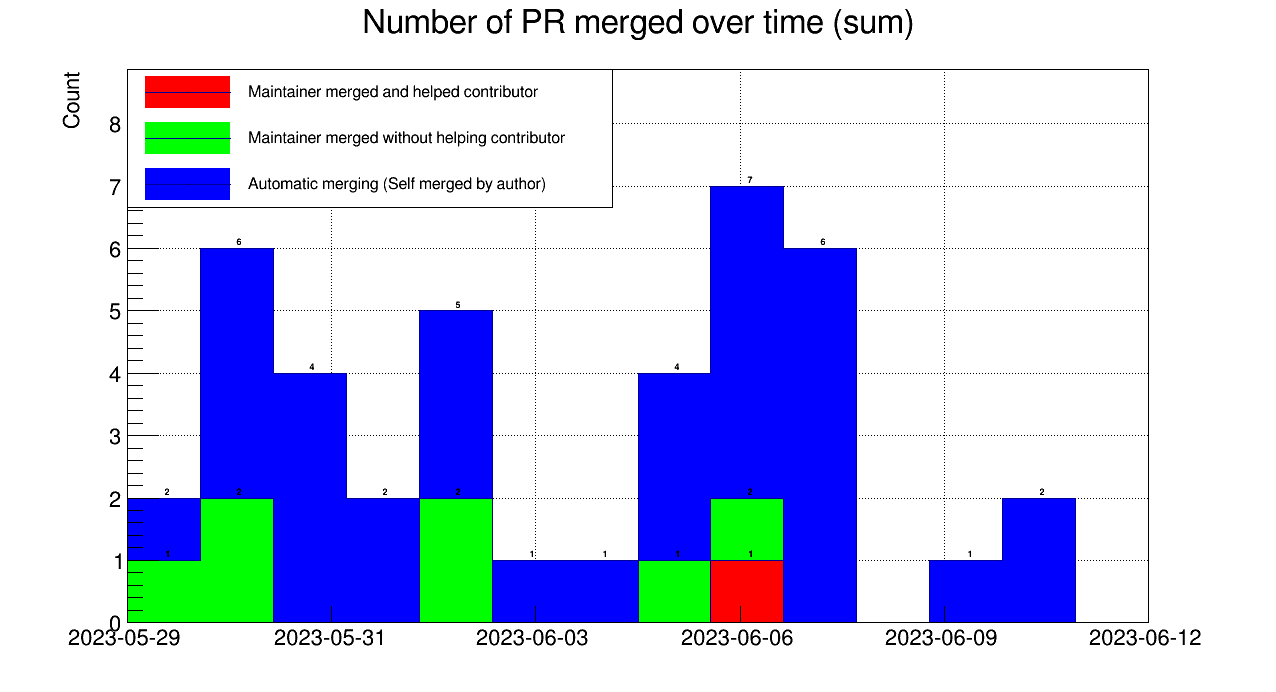 Number of PR merged over time (sum)
Count
Maintainer merged and helped contributor
Maintainer merged without helping contributor
Automatic merging (Self merged by author)
8
7
6
5
4
3
2
1
0
7
6 6
5
4 4
2 2 2 2 2 2 2
1 1 1 1 1 1
2023-05-29 2023-05-31 2023-06-03 2023-06-06 2023-06-09 2023-06-12